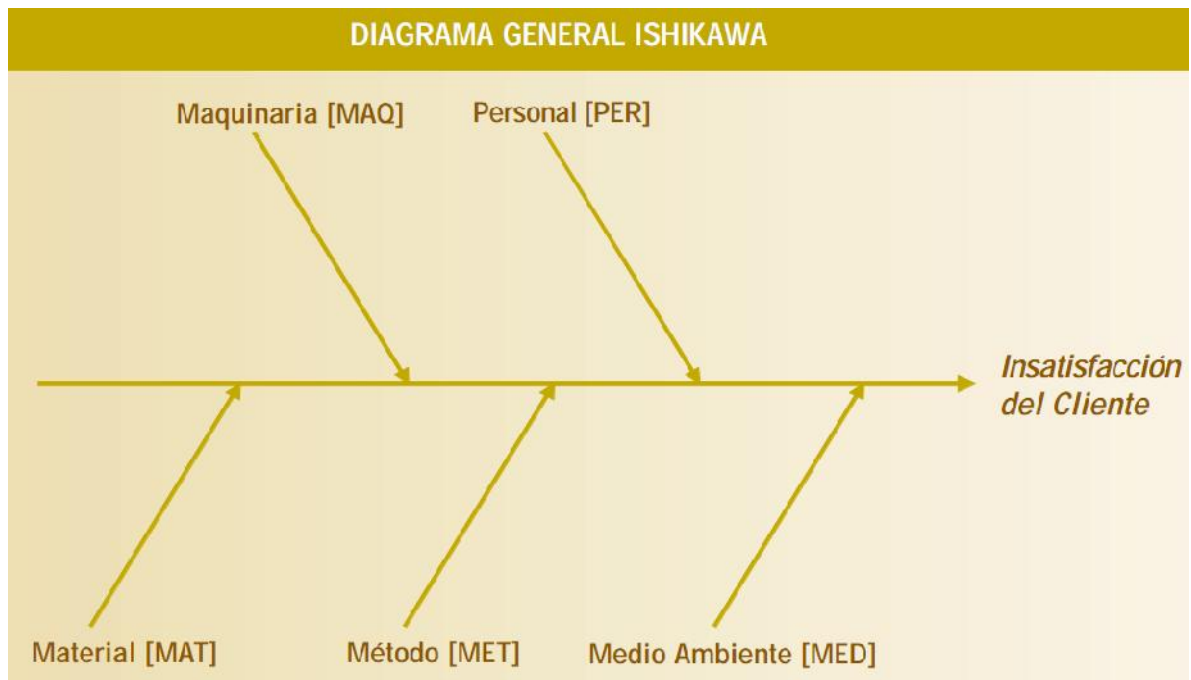 DIAGRAMA GENERAL ISHIKAWA
Maquinaria [MAQ]
Personal [PER]
Insatisfacción
del Cliente
Material [MAT]
Método [MET]
Medio Ambiente [MED]